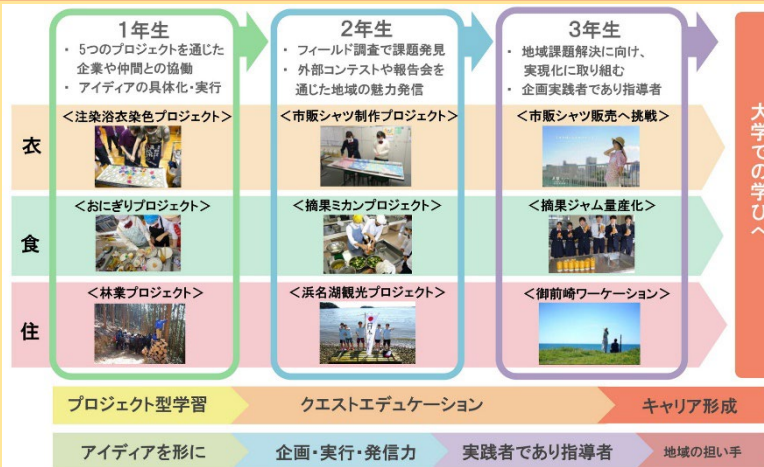 1年生
・ 5つのプロジェクトを通じた
企業や仲間との協働
・ アイディアの具体化・実行
2年生
・ フィールド調査で課題発見
・ 外部コンテストや報告会を
通じた地域の魅力発信
3年生
・ 地域課題解決に向け、
実現化に取り組む
・ 企画実践者であり指導者
大学での学びへ
衣
＜注染浴衣染色プロジェクト＞
＜市販シャツ制作プロジェクト＞
＜市販シャツ販売へ挑戦＞
食
＜おにぎりプロジェクト＞
＜摘果ミカンプロジェクト＞
＜摘果ジャム量産化＞
住
＜林業プロジェクト＞
＜浜名湖観光プロジェクト＞
＜御前崎ワーケーション＞
プロジェクト型学習
クエストエデュケーション
キャリア形成
アイディアを形に
企画・実行・発信力
実践者であり指導者
地域の担い手